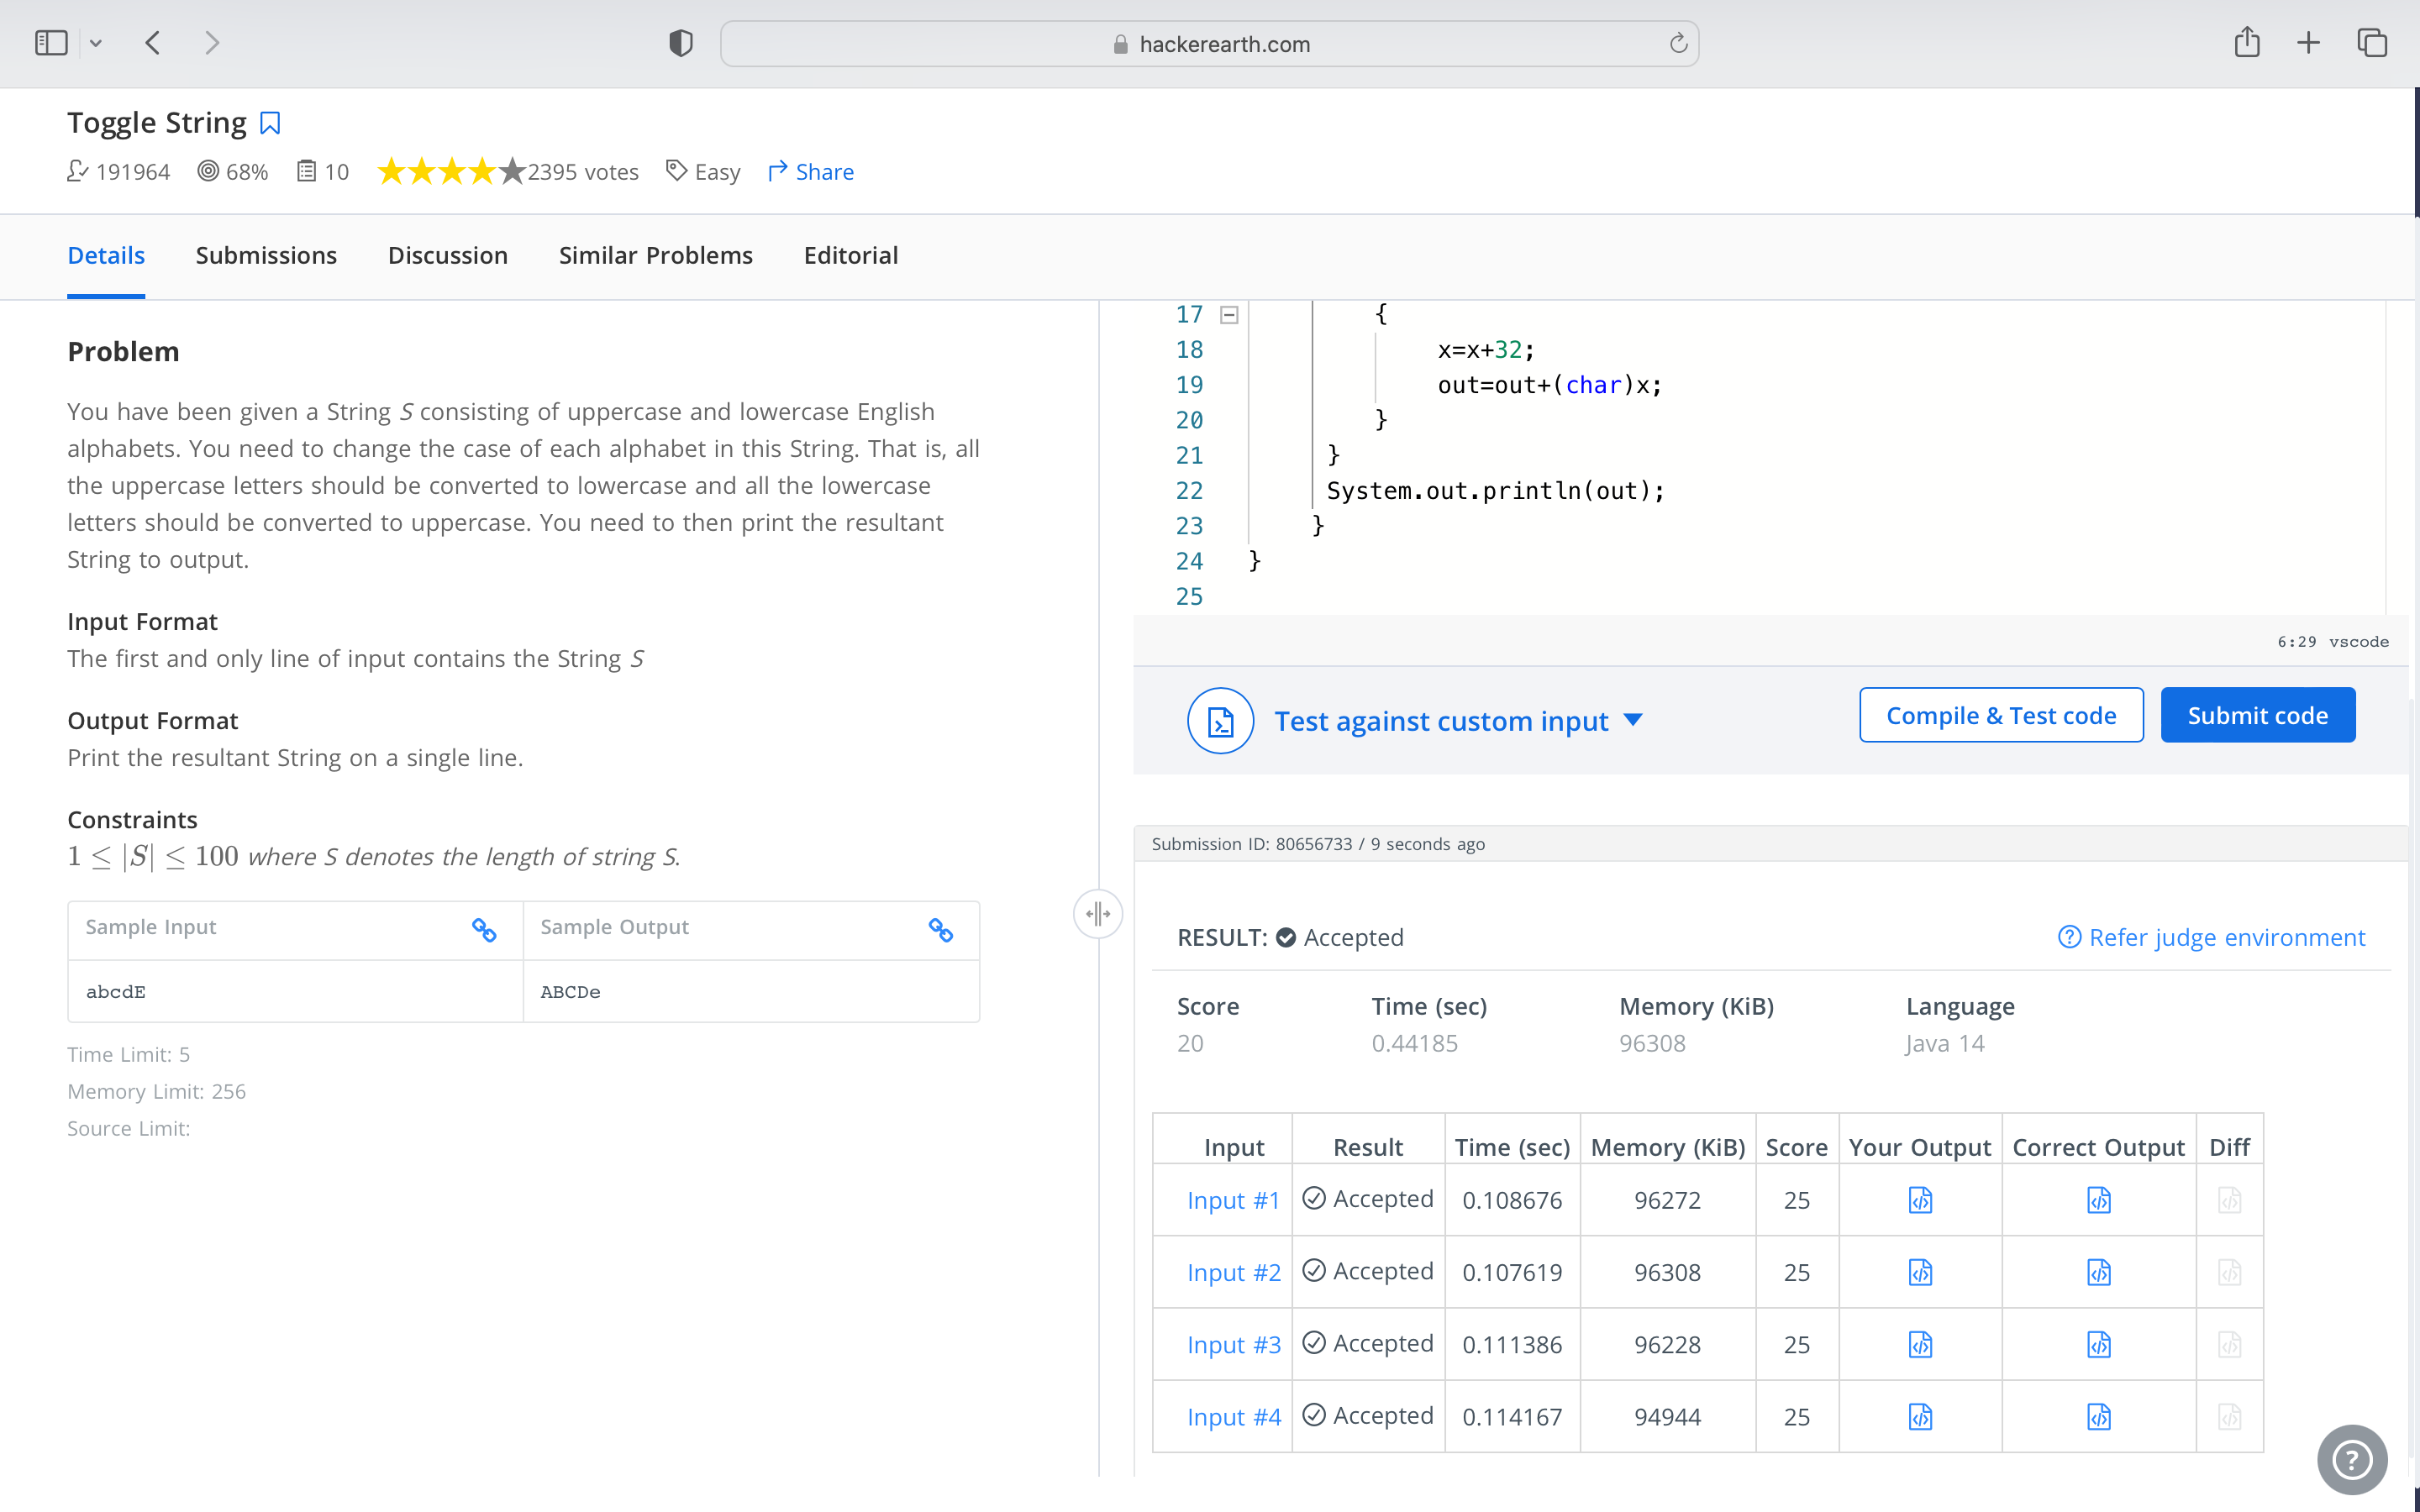 hackerearth.com
Toggle String
191964 68% 10 2395 votes Easy Share
Details Submissions Discussion Similar Problems Editorial
Problem
You have been given a String S consisting of uppercase and lowercase English
alphabets. You need to change the case of each alphabet in this String. That is, all
the uppercase letters should be converted to lowercase and all the lowercase
letters should be converted to uppercase. You need to then print the resultant
String to output.
Input Format
The first and only line of input contains the String S
Output Format
Print the resultant String on a single line.
Constraints
1 ≤ |S| ≤ 100 where S denotes the length of string S.
Sample Input Sample Output
abcdE ABCDe
Time Limit: 5
Memory Limit: 256
Source Limit:
17 {
18 x=x+32;
19 out=out+(char)x;
20 }
21 }
22 System.out.println(out);
23 }
24 }
25
6:29 vscode
Test against custom input Compile & Test code Submit code
Submission ID: 80656733 / 9 seconds ago
RESULT: Accepted Refer judge environment
Score Time (sec) Memory (KiB) Language
20 0.44185 96308 Java 14
Input Result Time (sec) Memory (KiB) Score Your Output Correct Output Diff
Input #1 Accepted 0.108676 96272 25
Input #2 Accepted 0.107619 96308 25
Input #3 Accepted 0.111386 96228 25
Input #4 Accepted 0.114167 94944 25
?